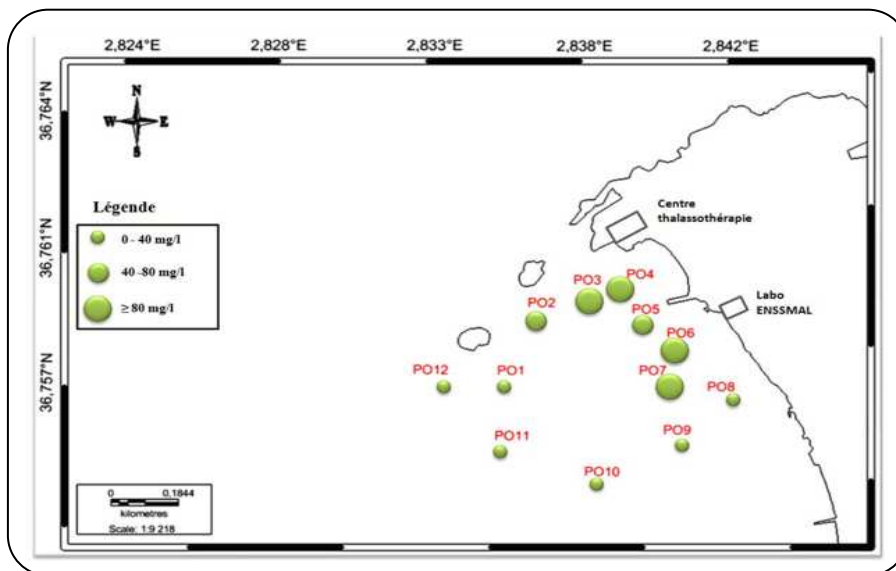 2,824°E 2,828°E 2,833°E 2,838°E 2,842°E
36,764°N
N
W E
S
Légende
0 - 40 mg/l
40 -80 mg/l
≥ 80 mg/l
36,761°N
Centre
thalassothérapie
Labo
ENSSMAL
PO3
PO4
PO2
PO5
PO6
36,757°N
PO12
PO1
PO7
PO8
PO11
PO9
PO10
0 0,1844
kilometres
Scale: 1:9 218